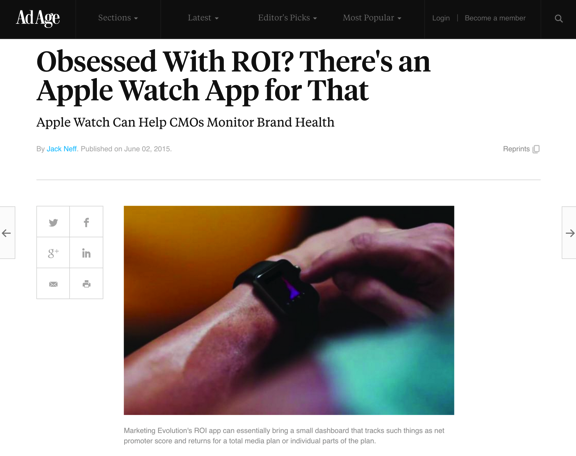 Ad Age
Sections Latest Editor's Picks Most Popular Login | Become a member
Obsessed With ROI? There's an
Apple Watch App for That
Apple Watch Can Help CMOs Monitor Brand Health
By Jack Neff. Published on June 02, 2015.
Reprints
Marketing Evolution's ROI app can essentially bring a small dashboard that tracks such things as net
promoter score and returns for a total media plan or individual parts of the plan.